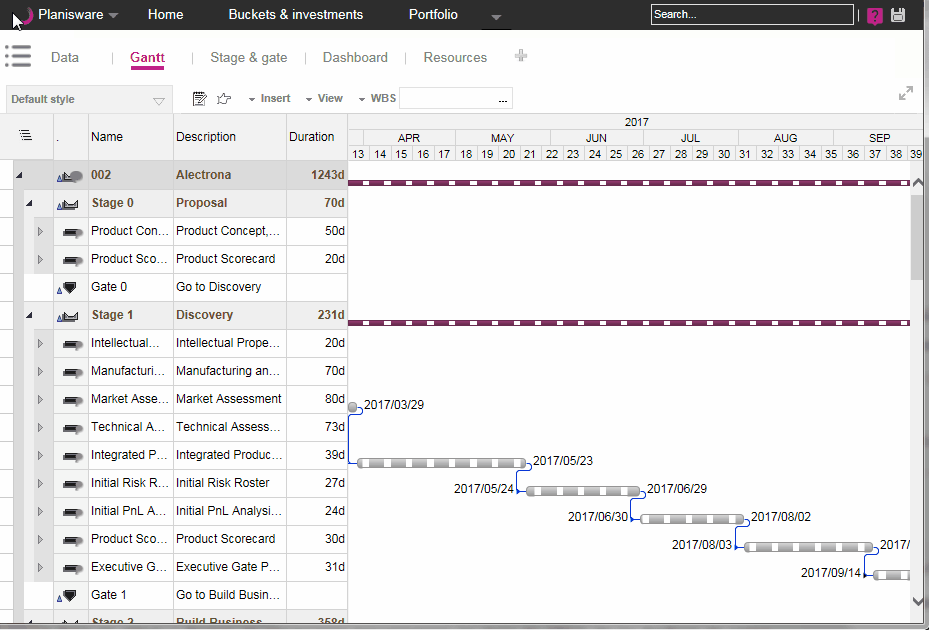 Planisware Home Buckets & investments Portfolio Search... ?
Data Gantt Stage & gate Dashboard Resources
Default style Insert View WBS ...
2017
. Name Description Duration APR MAY JUN JUL AUG SEP
13 14 15 16 17 18 19 20 21 22 23 24 25 26 27 28 29 30 31 32 33 34 35 36 37 38 39
002 Alectrona 1243d
Stage 0 Proposal 70d
Product Con... Product Concept,... 50d
Product Sco... Product Scorecard 20d
Gate 0 Go to Discovery
Stage 1 Discovery 231d
Intellectual... Intellectual Prope... 20d
Manufacturi... Manufacturing an... 70d
Market Asse... Market Assessment 80d 2017/03/29
Technical A... Technical Assess... 73d
Integrated P... Integrated Produc... 39d 2017/05/23
Initial Risk R... Initial Risk Roster 27d 2017/05/24 2017/06/29
Initial PnL A... Initial PnL Analysi... 24d 2017/06/30 2017/08/02
Product Sco... Product Scorecard 30d 2017/08/03 2017/
Executive G... Executive Gate P... 31d 2017/09/14
Gate 1 Go to Build Busin...
Stage 2 Build Business 358d